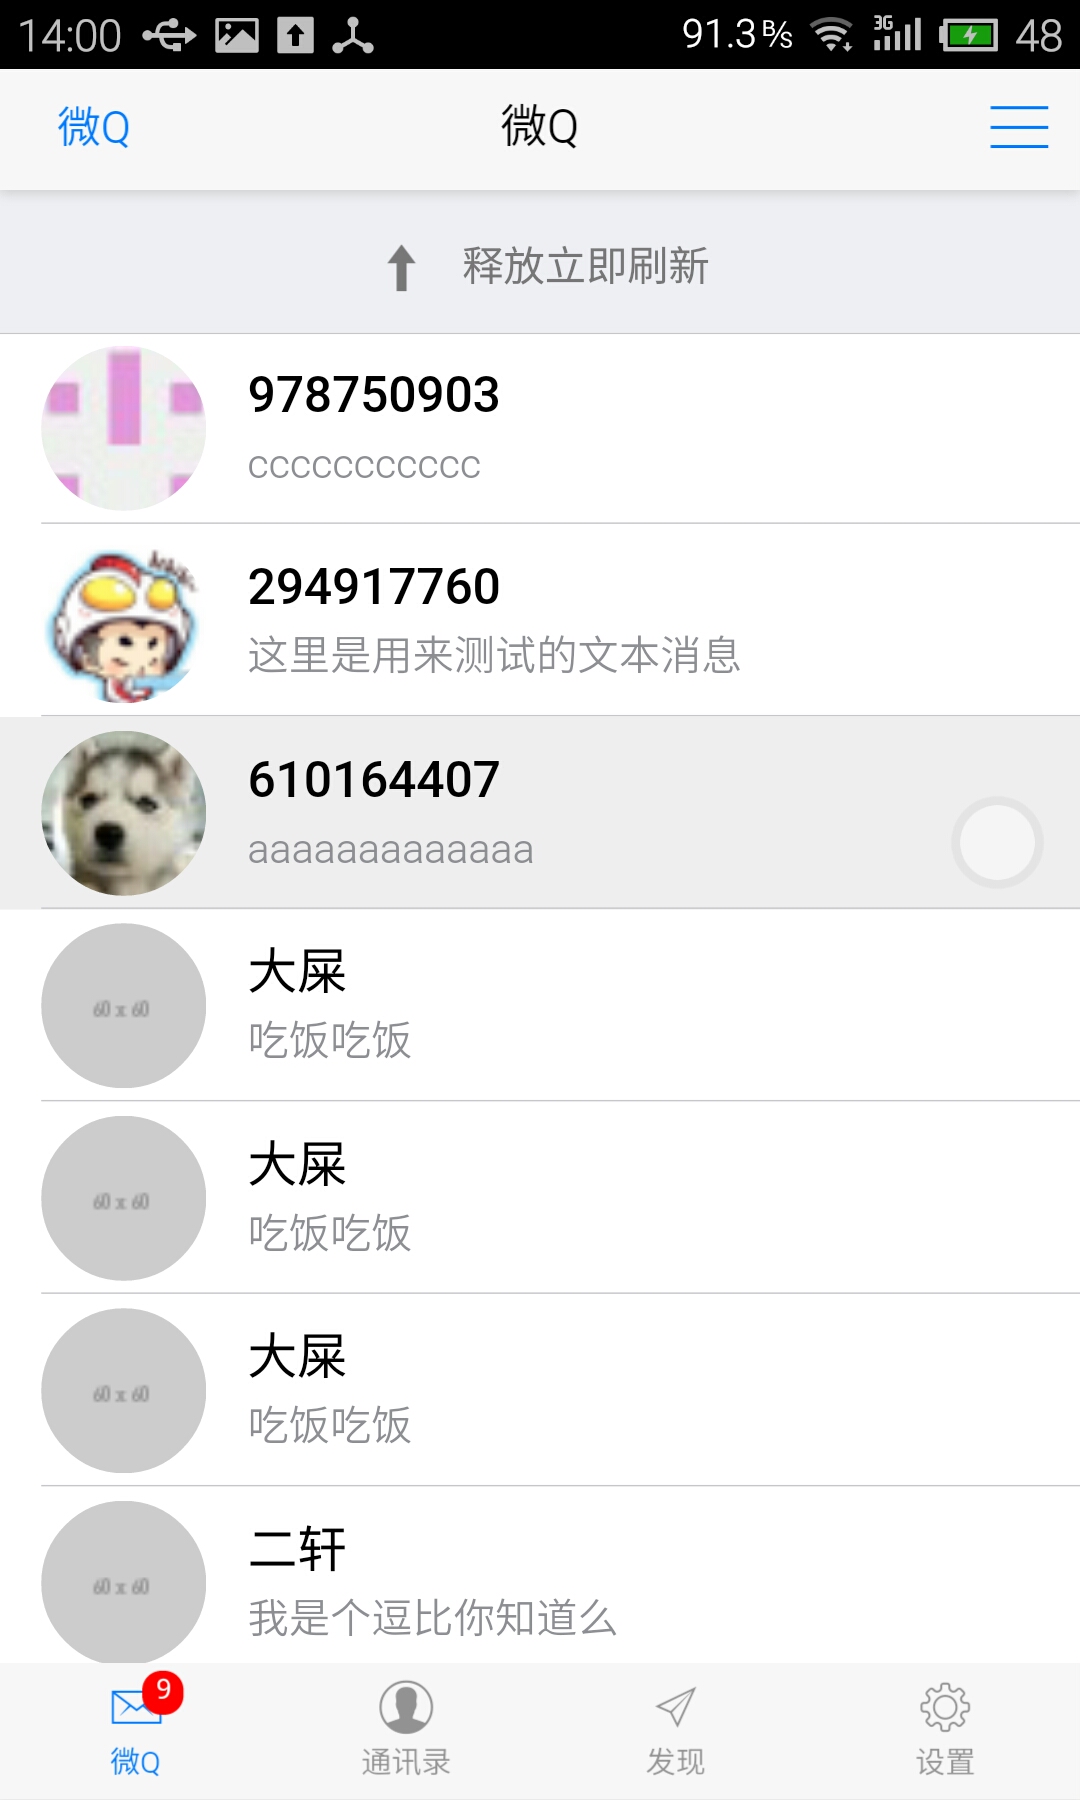 14:00 91.3 B/s 3G 48
微Q 微Q
释放立即刷新
978750903
ccccccccccc
294917760
这里是用来测试的文本消息
610164407
aaaaaaaaaaaaa
60 x 60
大屎
吃饭吃饭
60 x 60
大屎
吃饭吃饭
60 x 60
大屎
吃饭吃饭
60 x 60
二轩
我是个逗比你知道么
9
微Q 通讯录 发现 设置